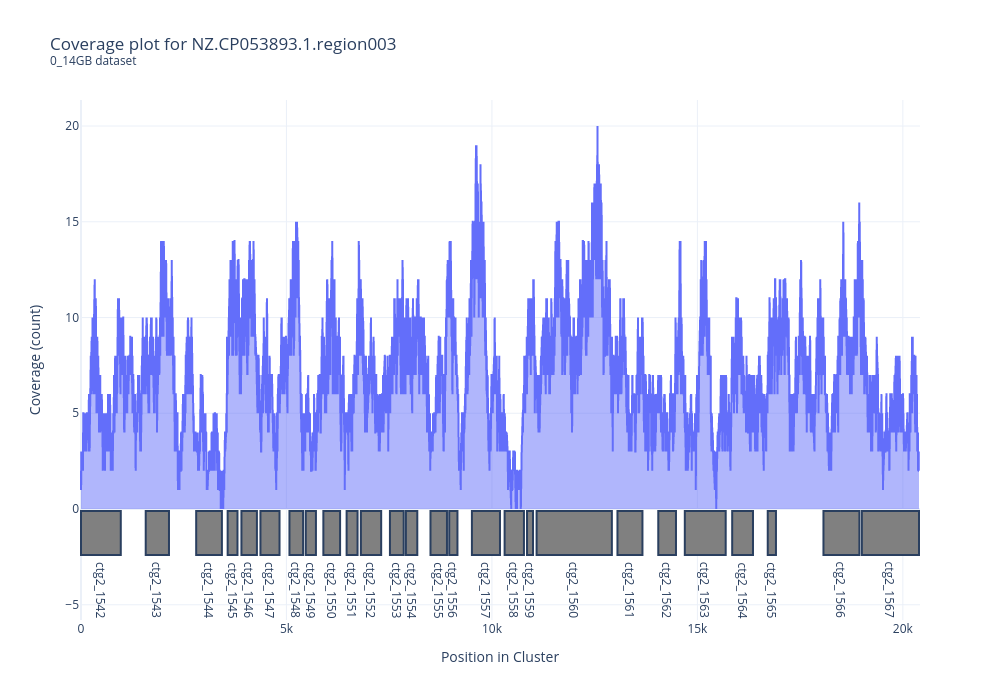 Coverage plot for NZ.CP053893.1.region003
0_14GB dataset
20
15
10
5
0
−5
Coverage (count)
ctg2_1542
ctg2_1543
ctg2_1544
ctg2_1545
ctg2_1546
ctg2_1547
ctg2_1548
ctg2_1549
ctg2_1550
ctg2_1551
ctg2_1552
ctg2_1553
ctg2_1554
ctg2_1555
ctg2_1556
ctg2_1557
ctg2_1558
ctg2_1559
ctg2_1560
ctg2_1561
ctg2_1562
ctg2_1563
ctg2_1564
ctg2_1565
ctg2_1566
ctg2_1567
0 5k 10k 15k 20k
Position in Cluster